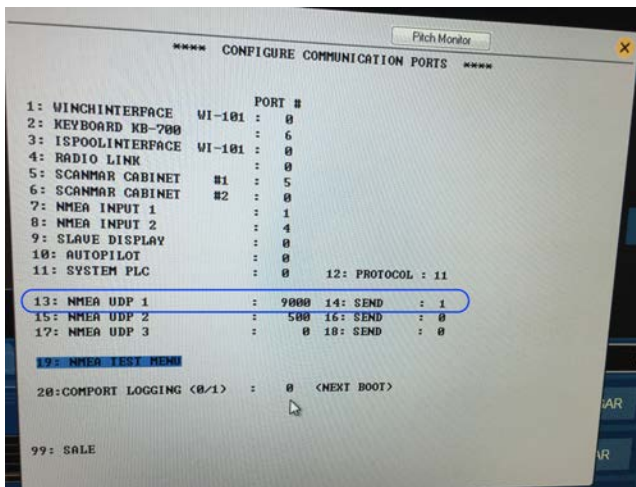 Pitch Monitor
**** CONFIGURE COMMUNICATION PORTS ****
PORT #
1: WINCHINTERFACE WI-101 : 0
2: KEYBOARD KB-700 : 6
3: ISPOOLINTERFACE WI-101 : 0
4: RADIO LINK : 0
5: SCANMAR CABINET #1 : 5
6: SCANMAR CABINET #2 : 0
7: NMEA INPUT 1 : 1
8: NMEA INPUT 2 : 4
9: SLAVE DISPLAY : 0
10: AUTOPILOT : 0
11: SYSTEM PLC : 0 12: PROTOCOL : 11
13: NMEA UDP 1 : 9000 14: SEND : 1
15: NMEA UDP 2 : 500 16: SEND : 0
17: NMEA UDP 3 : 0 18: SEND : 0
19: NMEA TEST MENU
20:COMPORT LOGGING (0/1) : 0 (NEXT BOOT)
99: SALE